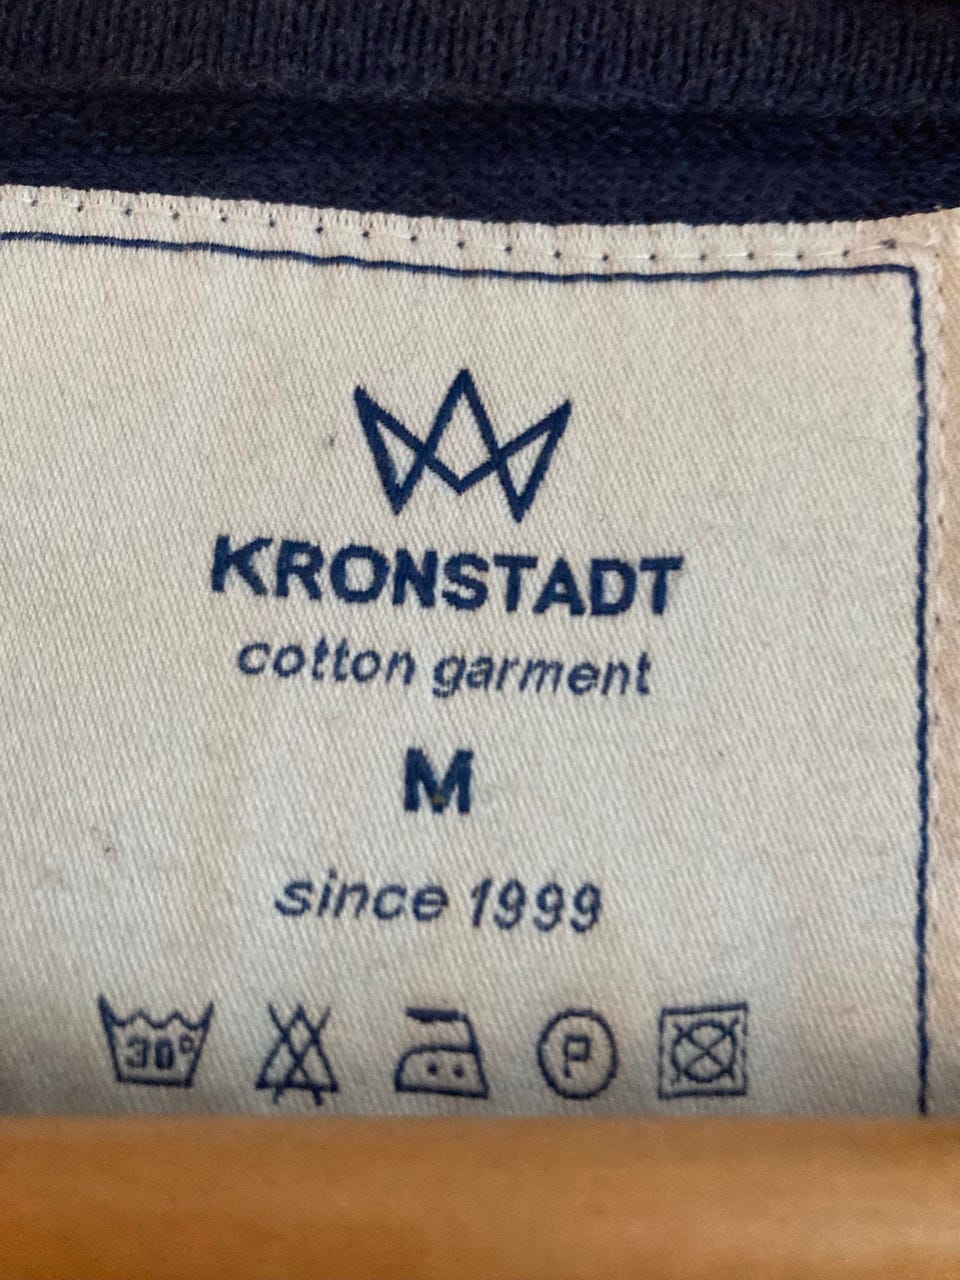 KRONSTADT
cotton garment
M
since 1999
30° P